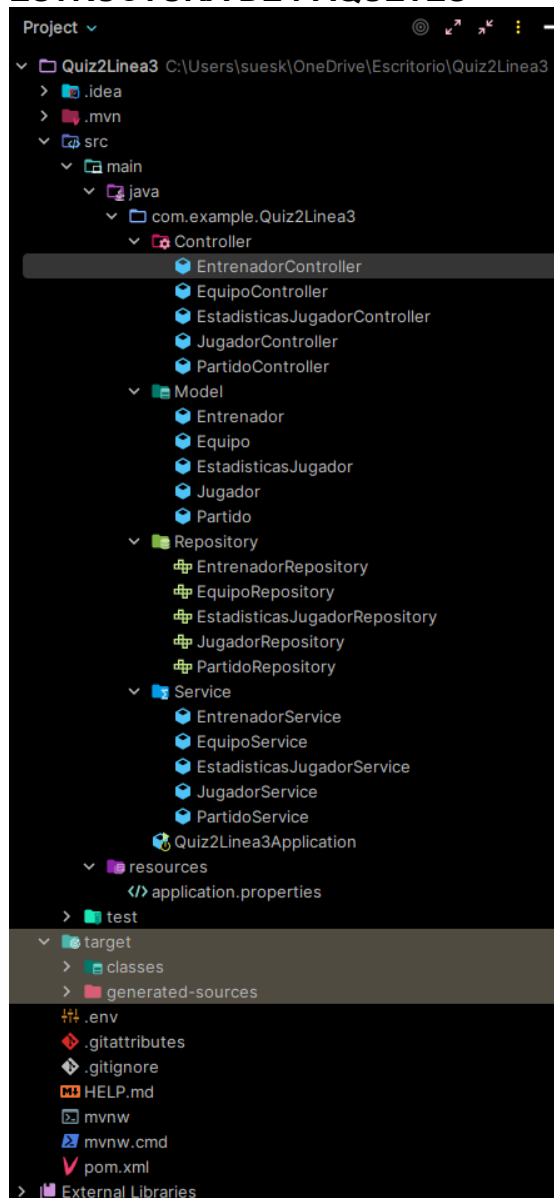 ESTRUCTURA DE PAQUETES
Project
Quiz2Linea3 C:\Users\suesk\OneDrive\Escritorio\Quiz2Linea3
.idea
.mvn
src
main
java
com.example.Quiz2Linea3
Controller
EntrenadorController
EquipoController
EstadisticasJugadorController
JugadorController
PartidoController
Model
Entrenador
Equipo
EstadisticasJugador
Jugador
Partido
Repository
EntrenadorRepository
EquipoRepository
EstadisticasJugadorRepository
JugadorRepository
PartidoRepository
Service
EntrenadorService
EquipoService
EstadisticasJugadorService
JugadorService
PartidoService
Quiz2Linea3Application
resources
application.properties
test
target
classes
generated-sources
.env
.gitattributes
.gitignore
HELP.md
mvnw
mvnw.cmd
pom.xml
External Libraries